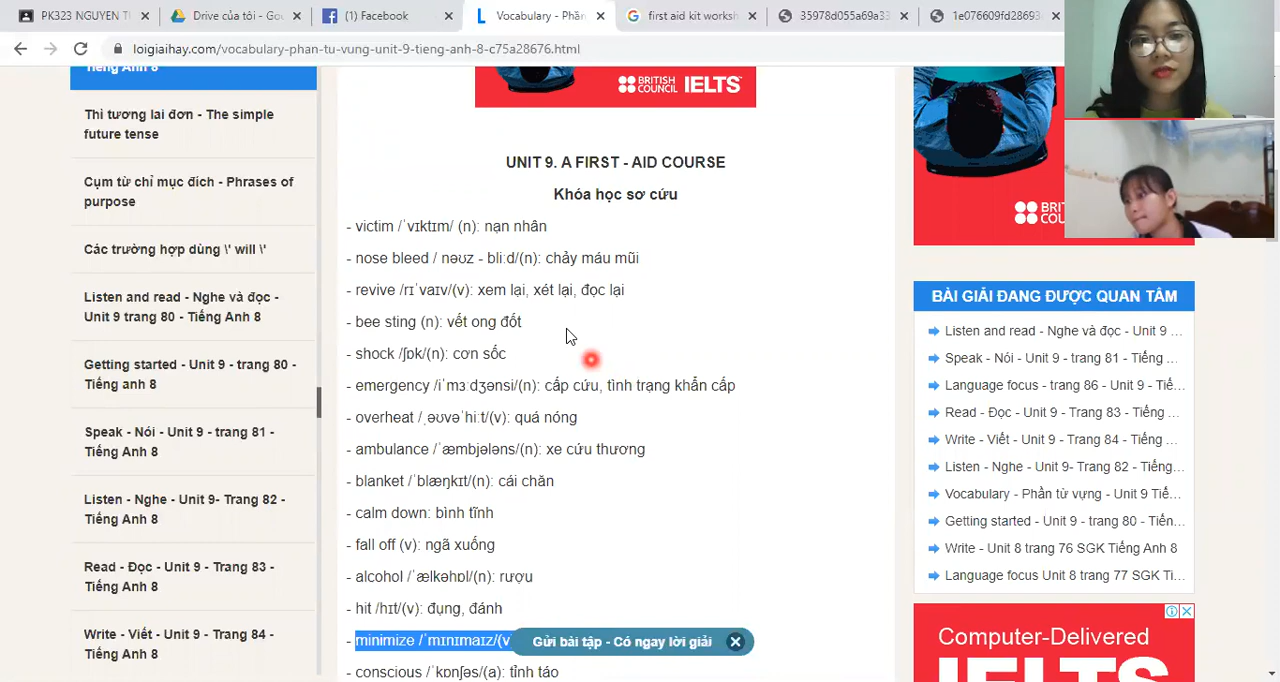 PK323 NGUYEN T
Drive của tôi - Goo
(1) Facebook
Vocabulary - Phần
first aid kit worksh
35978d055a69a33
1e076609fd28693
loigiaihay.com/vocabulary-phan-tu-vung-unit-9-tieng-anh-8-c75a28676.html
Tiếng Anh 8
Thì tương lai đơn - The simple
future tense
Cụm từ chỉ mục đích - Phrases of
purpose
Các trường hợp dùng \' will \'
Listen and read - Nghe và đọc -
Unit 9 trang 80 - Tiếng Anh 8
Getting started - Unit 9 - trang 80 -
Tiếng anh 8
Speak - Nói - Unit 9 - trang 81 -
Tiếng Anh 8
Listen - Nghe - Unit 9- Trang 82 -
Tiếng Anh 8
Read - Đọc - Unit 9 - Trang 83 -
Tiếng Anh 8
Write - Viết - Unit 9 - Trang 84 -
Tiếng Anh 8
BRITISH COUNCIL IELTS
UNIT 9. A FIRST - AID COURSE
Khóa học sơ cứu
- victim /ˈvɪktɪm/ (n): nạn nhân
- nose bleed / nəʊz - bliːd/(n): chảy máu mũi
- revive /rɪˈvaɪv/(v): xem lại, xét lại, đọc lại
- bee sting (n): vết ong đốt
- shock /ʃɒk/(n): cơn sốc
- emergency /iˈmɜ dʒənsi/(n): cấp cứu, tình trạng khẩn cấp
- overheat /ˌəʊvəˈhiːt/(v): quá nóng
- ambulance /ˈæmbjələns/(n): xe cứu thương
- blanket /ˈblæŋkɪt/(n): cái chăn
- calm down: bình tĩnh
- fall off (v): ngã xuống
- alcohol /ˈælkəhɒl/(n): rượu
- hit /hɪt/(v): đụng, đánh
- minimize /ˈmɪnɪmaɪz/(v)
Gửi bài tập - Có ngay lời giải
- conscious /ˈkɒnʃəs/(a): tỉnh táo
BRI
COU
BÀI GIẢI ĐANG ĐƯỢC QUAN TÂM
Listen and read - Nghe và đọc - Unit 9 ...
Speak - Nói - Unit 9 - trang 81 - Tiếng ...
Language focus - trang 86 - Unit 9 - Tiến...
Read - Đọc - Unit 9 - Trang 83 - Tiếng ...
Write - Viết - Unit 9 - Trang 84 - Tiếng ...
Listen - Nghe - Unit 9- Trang 82 - Tiếng...
Vocabulary - Phần từ vựng - Unit 9 Tiế...
Getting started - Unit 9 - trang 80 - Tiến...
Write - Unit 8 trang 76 SGK Tiếng Anh 8
Language focus Unit 8 trang 77 SGK Ti...
Computer-Delivered
IELTS